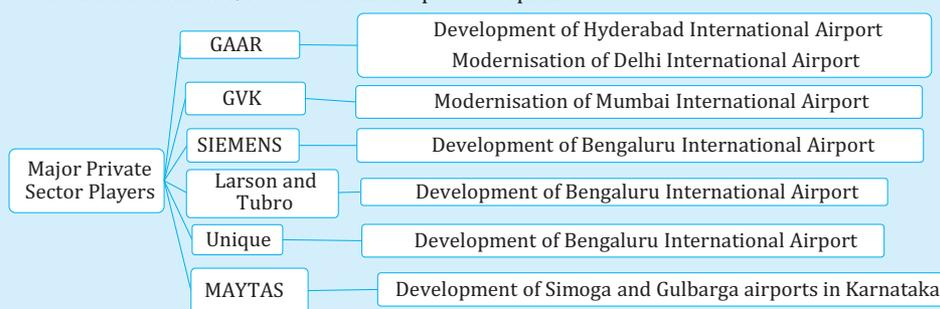 GAAR
Development of Hyderabad International Airport
Modernisation of Delhi International Airport
GVK
Modernisation of Mumbai International Airport
SIEMENS
Development of Bengaluru International Airport
Major Private
Sector Players
Larson and
Tubro
Development of Bengaluru International Airport
Unique
Development of Bengaluru International Airport
MAYTAS
Development of Simoga and Gulbarga airports in Karnataka